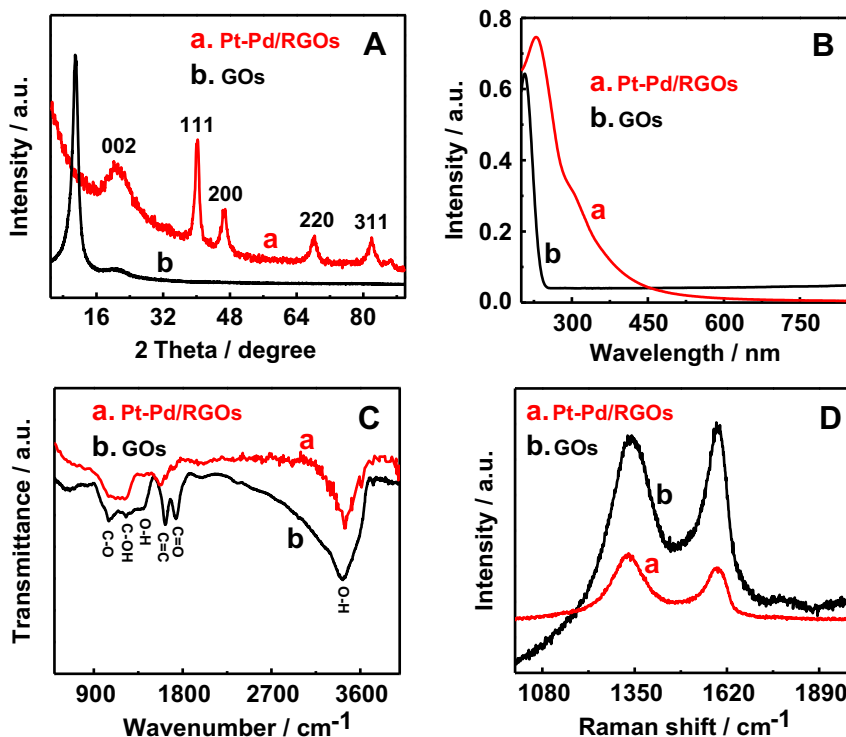 a. Pt-Pd/RGOs
A
b. GOs
002
111
200
220
311
a
b
Intensity / a.u.
16 32 48 64 80
2 Theta / degree
B
a. Pt-Pd/RGOs
b. GOs
a
b
Intensity / a.u.
0.8
0.6
0.4
0.2
0.0
300 450 600 750
Wavelength / nm
a. Pt-Pd/RGOs
C
b. GOs
a
b
C-O
C-OH
O-H
C=C
C=O
O-H
Transmittance / a.u.
900 1800 2700 3600
Wavenumber / cm-1
a. Pt-Pd/RGOs
D
b. GOs
b
a
Intensity / a.u.
1080 1350 1620 1890
Raman shift / cm-1